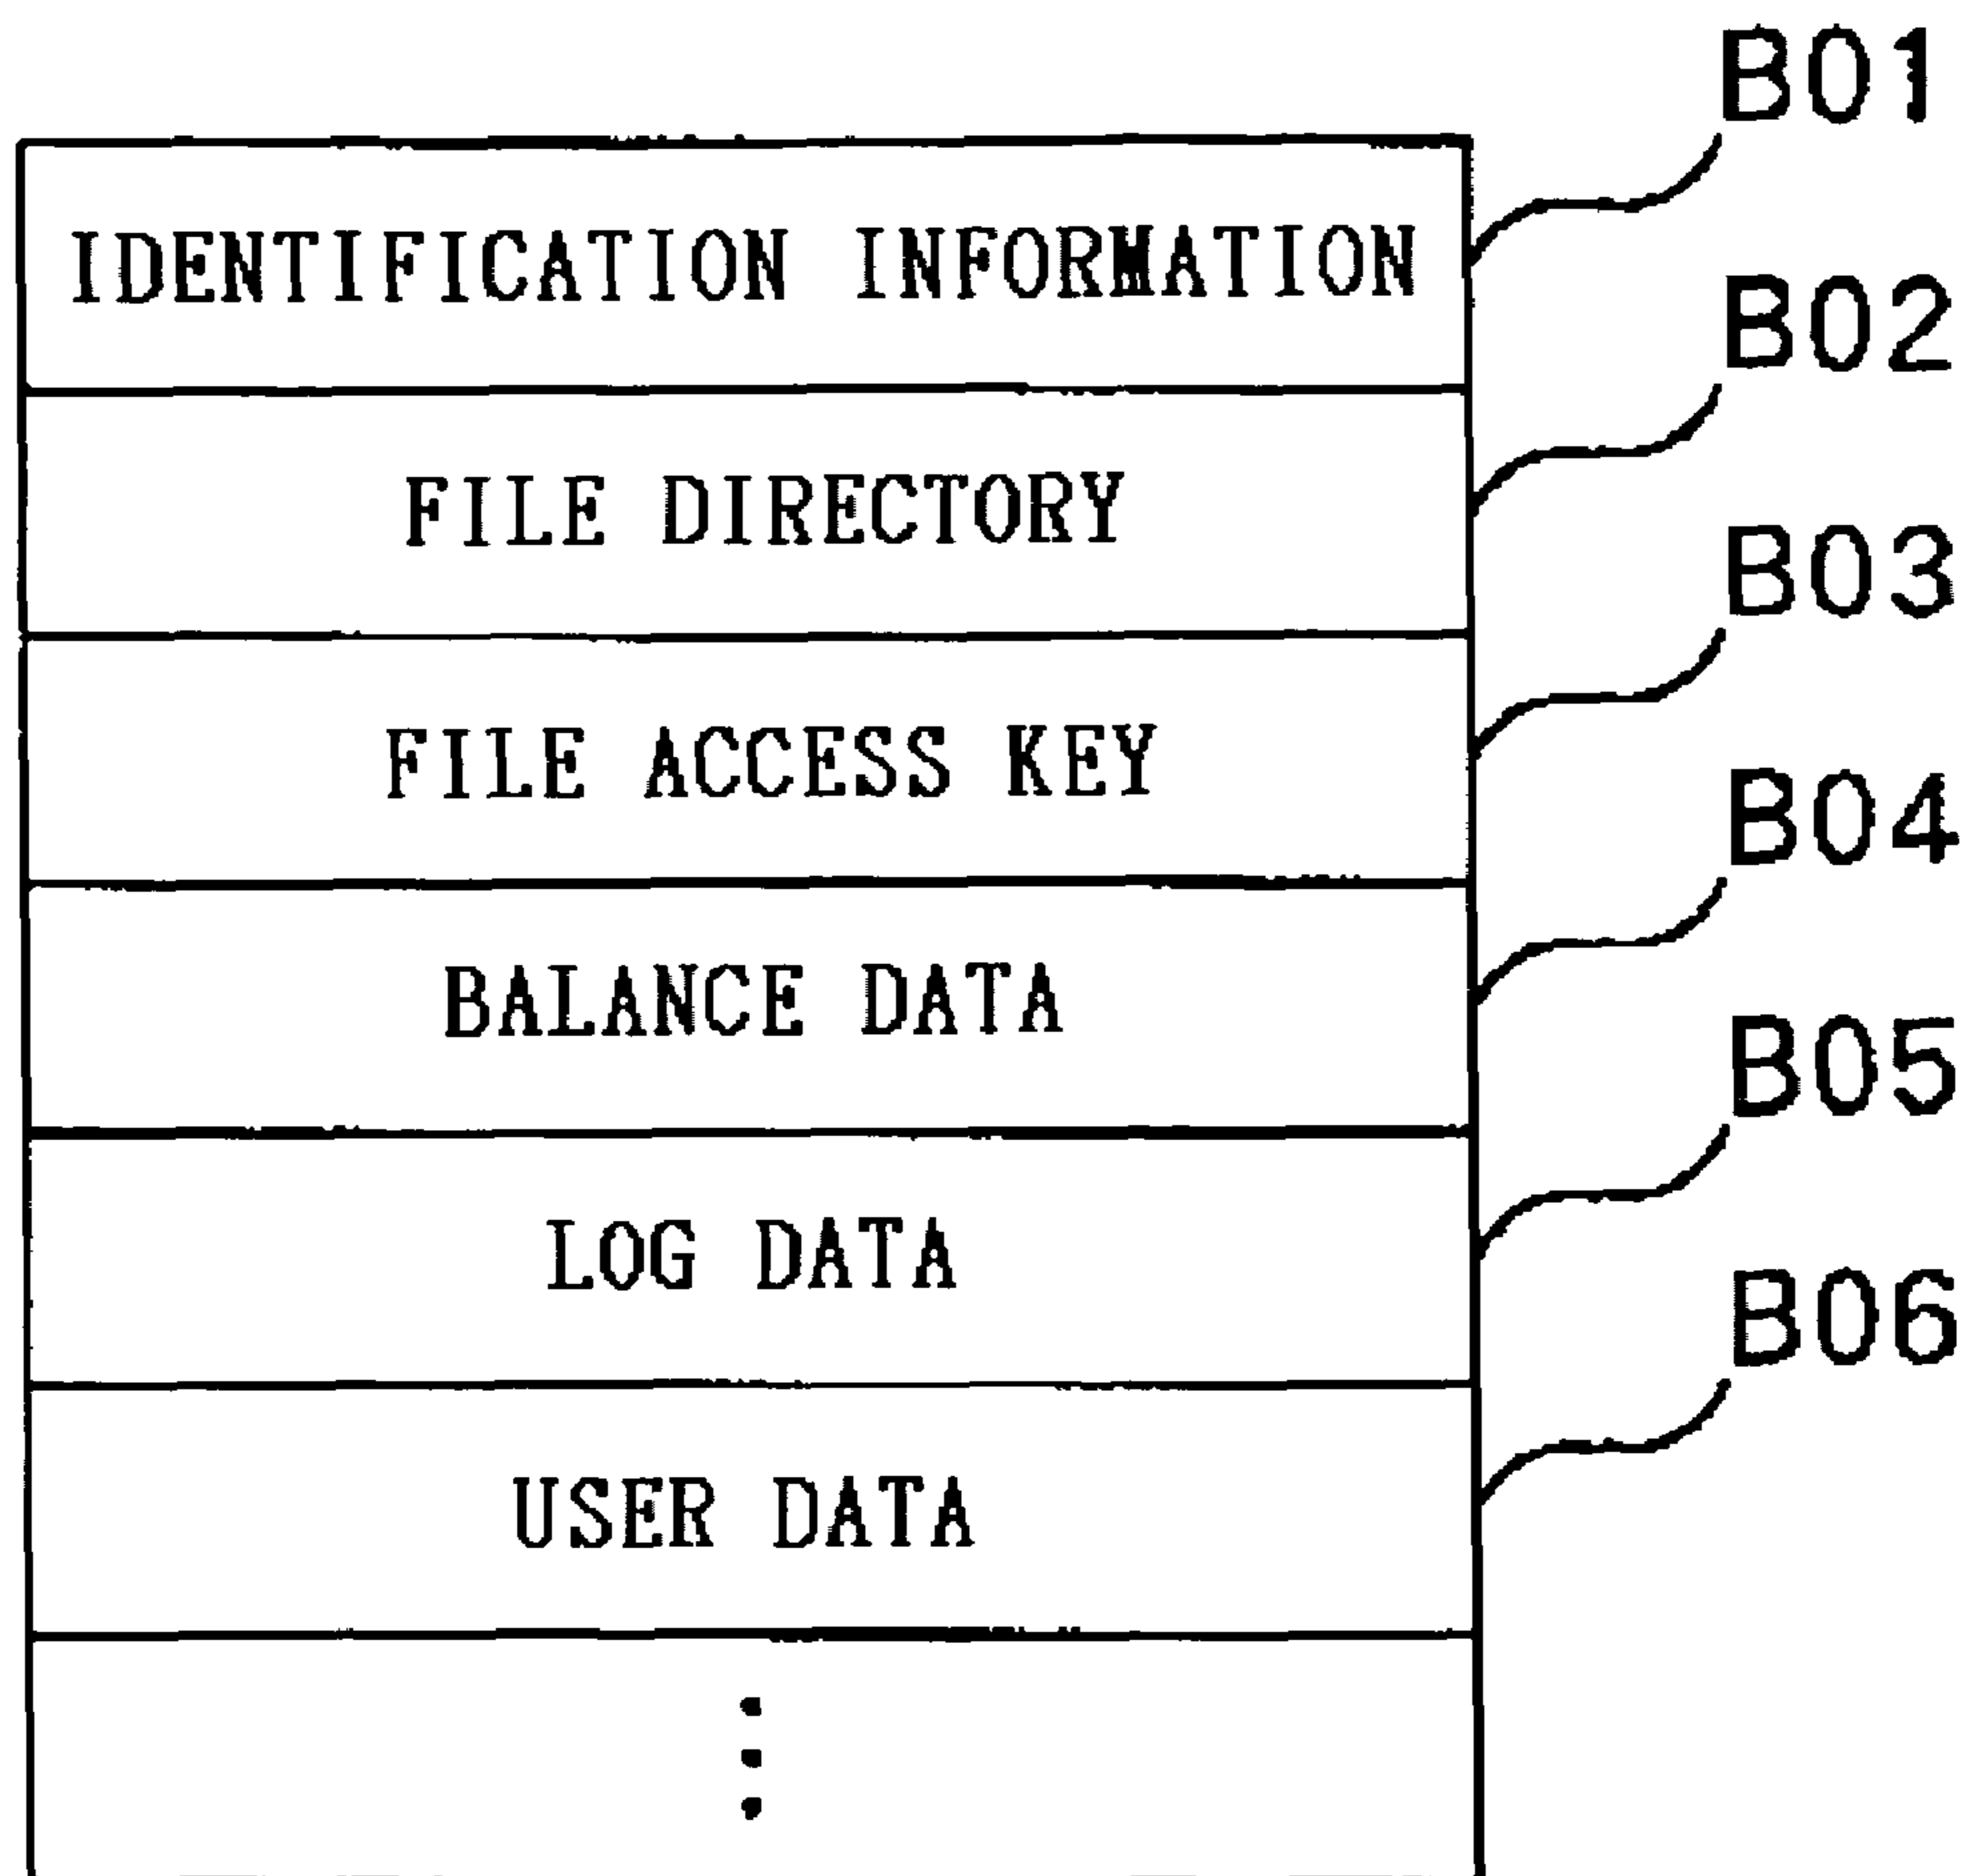 B01
IDENTIFICATION INFORMATION
B02
FILE DIRECTORY
B03
FILE ACCESS KEY
B04
BALANCE DATA
B05
LOG DATA
B06
USER DATA